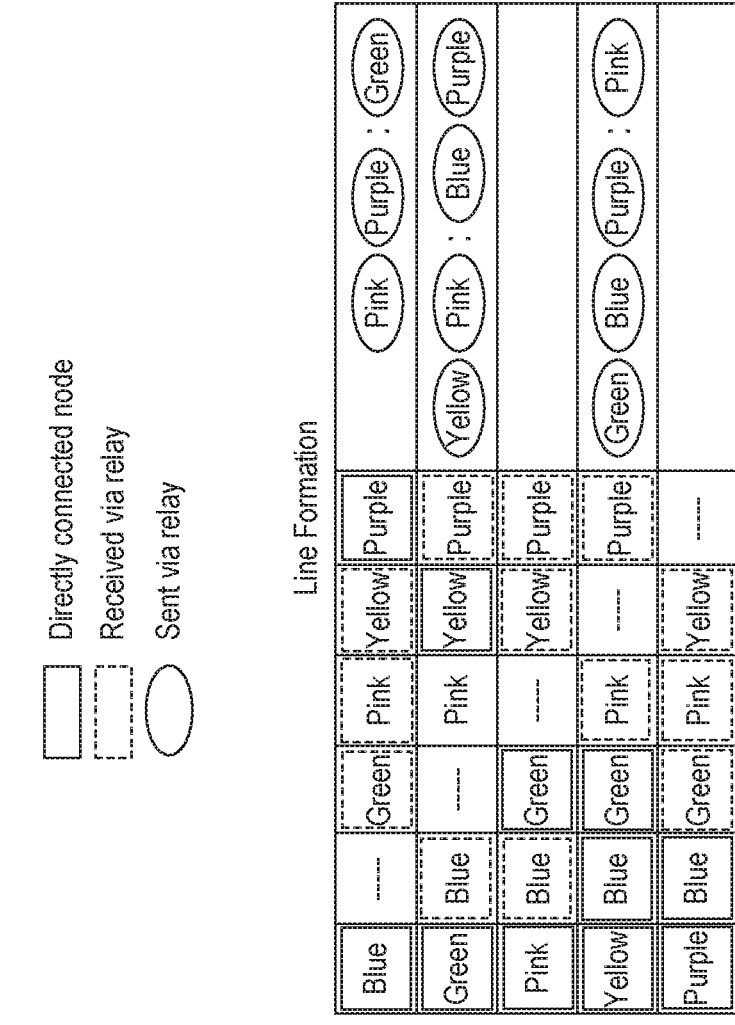 Directly connected node
Received via relay
Sent via relay
Line Formation
Blue ----- Green Pink Yellow Purple Pink Purple : Green
Green Blue ----- Pink Yellow Purple Yellow Pink : Blue Purple
Pink Blue Green ----- Yellow Purple
Yellow Blue Green Pink ----- Purple Green Blue Purple : Pink
Purple Blue Green Pink Yellow -----